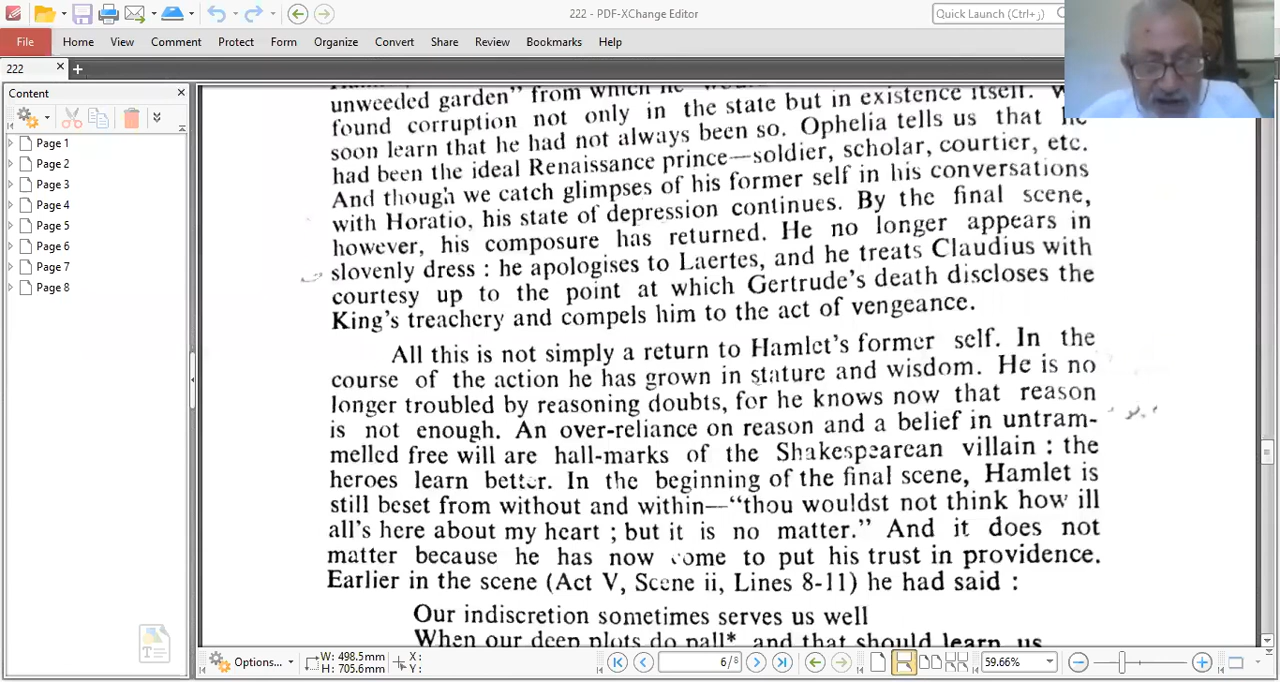 222 - PDF-XChange Editor
Quick Launch (Ctrl+;)
File Home View Comment Protect Form Organize Convert Share Review Bookmarks Help
222
Content
Page 1
Page 2
Page 3
Page 4
Page 5
Page 6
Page 7
Page 8
unweeded garden" from which he
found corruption not only in the state but in existence itself.
soon learn that he had not always been so. Ophelia tells us that he
had been the ideal Renaissance prince—soldier, scholar, courtier, etc.
And though we catch glimpses of his former self in his conversations
with Horatio, his state of depression continues. By the final scene,
however, his composure has returned. He no longer appears in
slovenly dress : he apologises to Laertes, and he treats Claudius with
courtesy up to the point at which Gertrude's death discloses the
King's treachery and compels him to the act of vengeance.
All this is not simply a return to Hamlet's former self. In the
course of the action he has grown in stature and wisdom. He is no
longer troubled by reasoning doubts, for he knows now that reason
is not enough. An over-reliance on reason and a belief in untram-
melled free will are hall-marks of the Shakespearean villain : the
heroes learn better. In the beginning of the final scene, Hamlet is
still beset from without and within—"thou wouldst not think how ill
all's here about my heart ; but it is no matter." And it does not
matter because he has now come to put his trust in providence.
Earlier in the scene (Act V, Scene ii, Lines 8-11) he had said :
Our indiscretion sometimes serves us well
When our deep plots do pall* and that should learn us
Options...
W: 498.5mm
H: 705.6mm
X:
Y:
6/8
59.66%